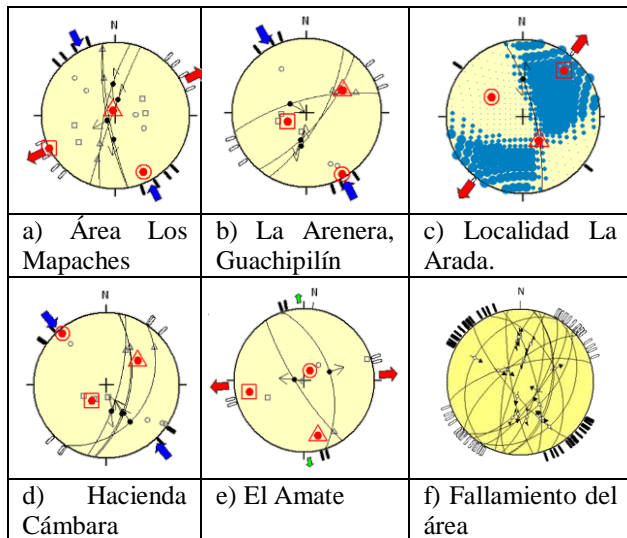 N
N
N
a) Área Los
Mapaches
b) La Arenera,
Guachipilín
c) Localidad La
Arada.
N
N
N
d) Hacienda
Cámbara
e) El Amate
f) Fallamiento del
área